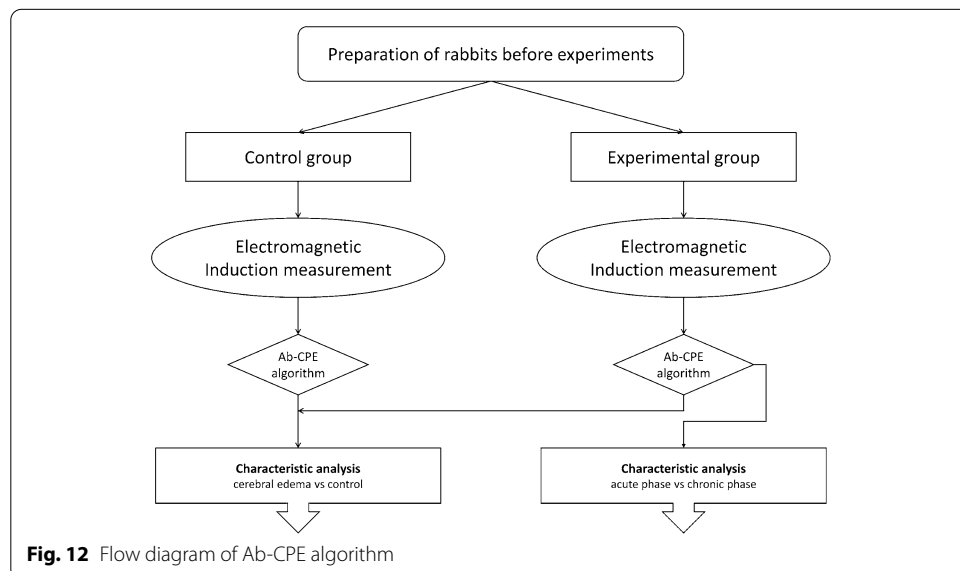 Preparation of rabbits before experiments
Control group
Experimental group
Electromagnetic
Induction measurement
Electromagnetic
Induction measurement
Ab-CPE
algorithm
Ab-CPE
algorithm
Characteristic analysis
cerebral edema vs control
Characteristic analysis
acute phase vs chronic phase
Fig. 12 Flow diagram of Ab-CPE algorithm